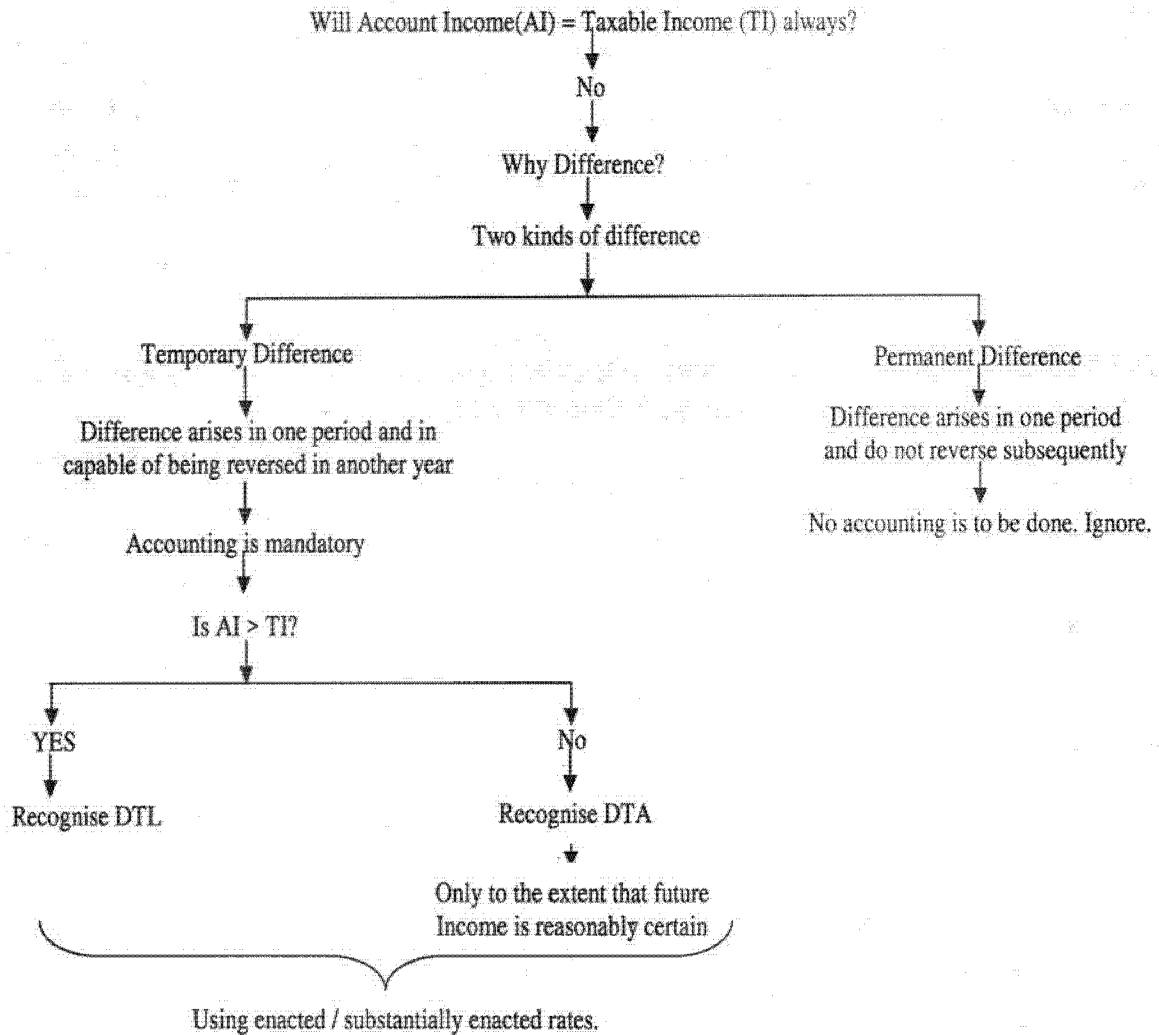 Will Account Income(AI) = Taxable Income (TI) always?
No
Why Difference?
Two kinds of difference
Temporary Difference
Difference arises in one period and in
capable of being reversed in another year
Accounting is mandatory
Is AI > TI?
YES
Recognise DTL
No
Recognise DTA
Only to the extent that future
Income is reasonably certain
Using enacted / substantially enacted rates.
Permanent Difference
Difference arises in one period
and do not reverse subsequently
No accounting is to be done. Ignore.